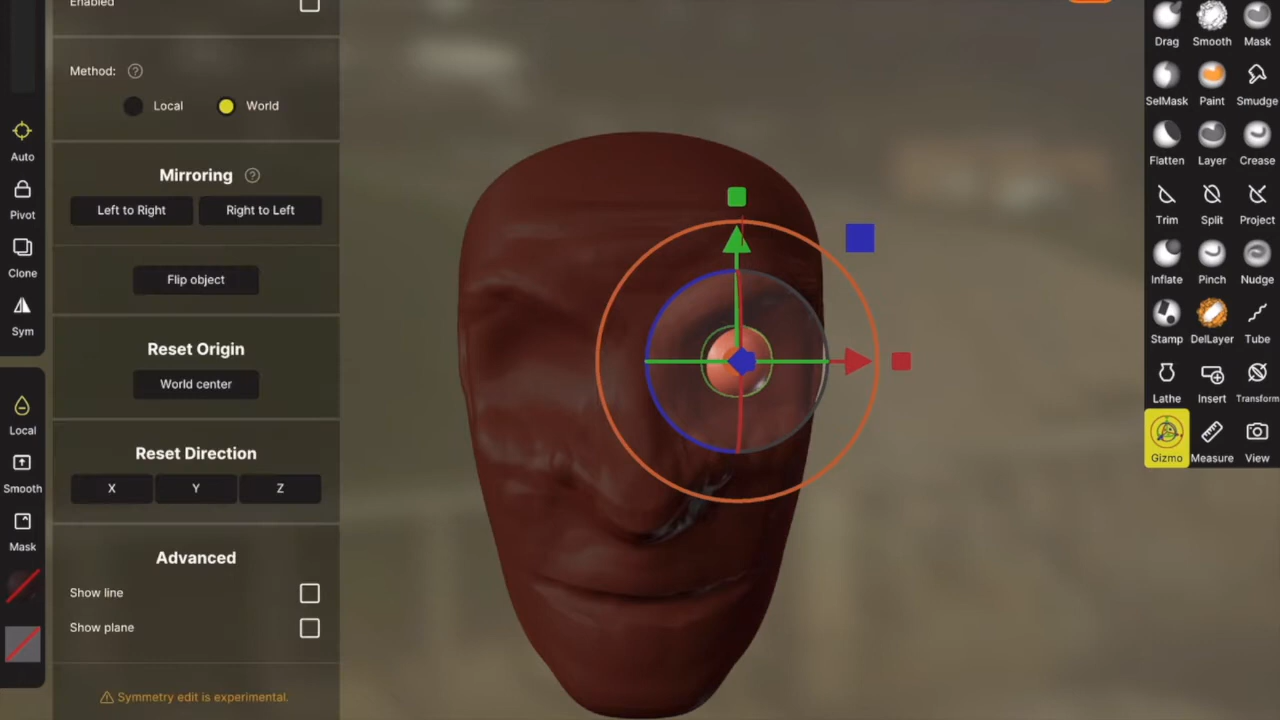 Enabled
Method: ?
Local World
Mirroring ?
Left to Right Right to Left
Flip object
Reset Origin
World center
Reset Direction
X Y Z
Advanced
Show line
Show plane
Symmetry edit is experimental.
Auto
Pivot
Clone
Sym
Local
Smooth
Mask
Drag Smooth Mask
SelMask Paint Smudge
Flatten Layer Crease
Trim Split Project
Inflate Pinch Nudge
Stamp DelLayer Tube
Lathe Insert Transform
Gizmo Measure View